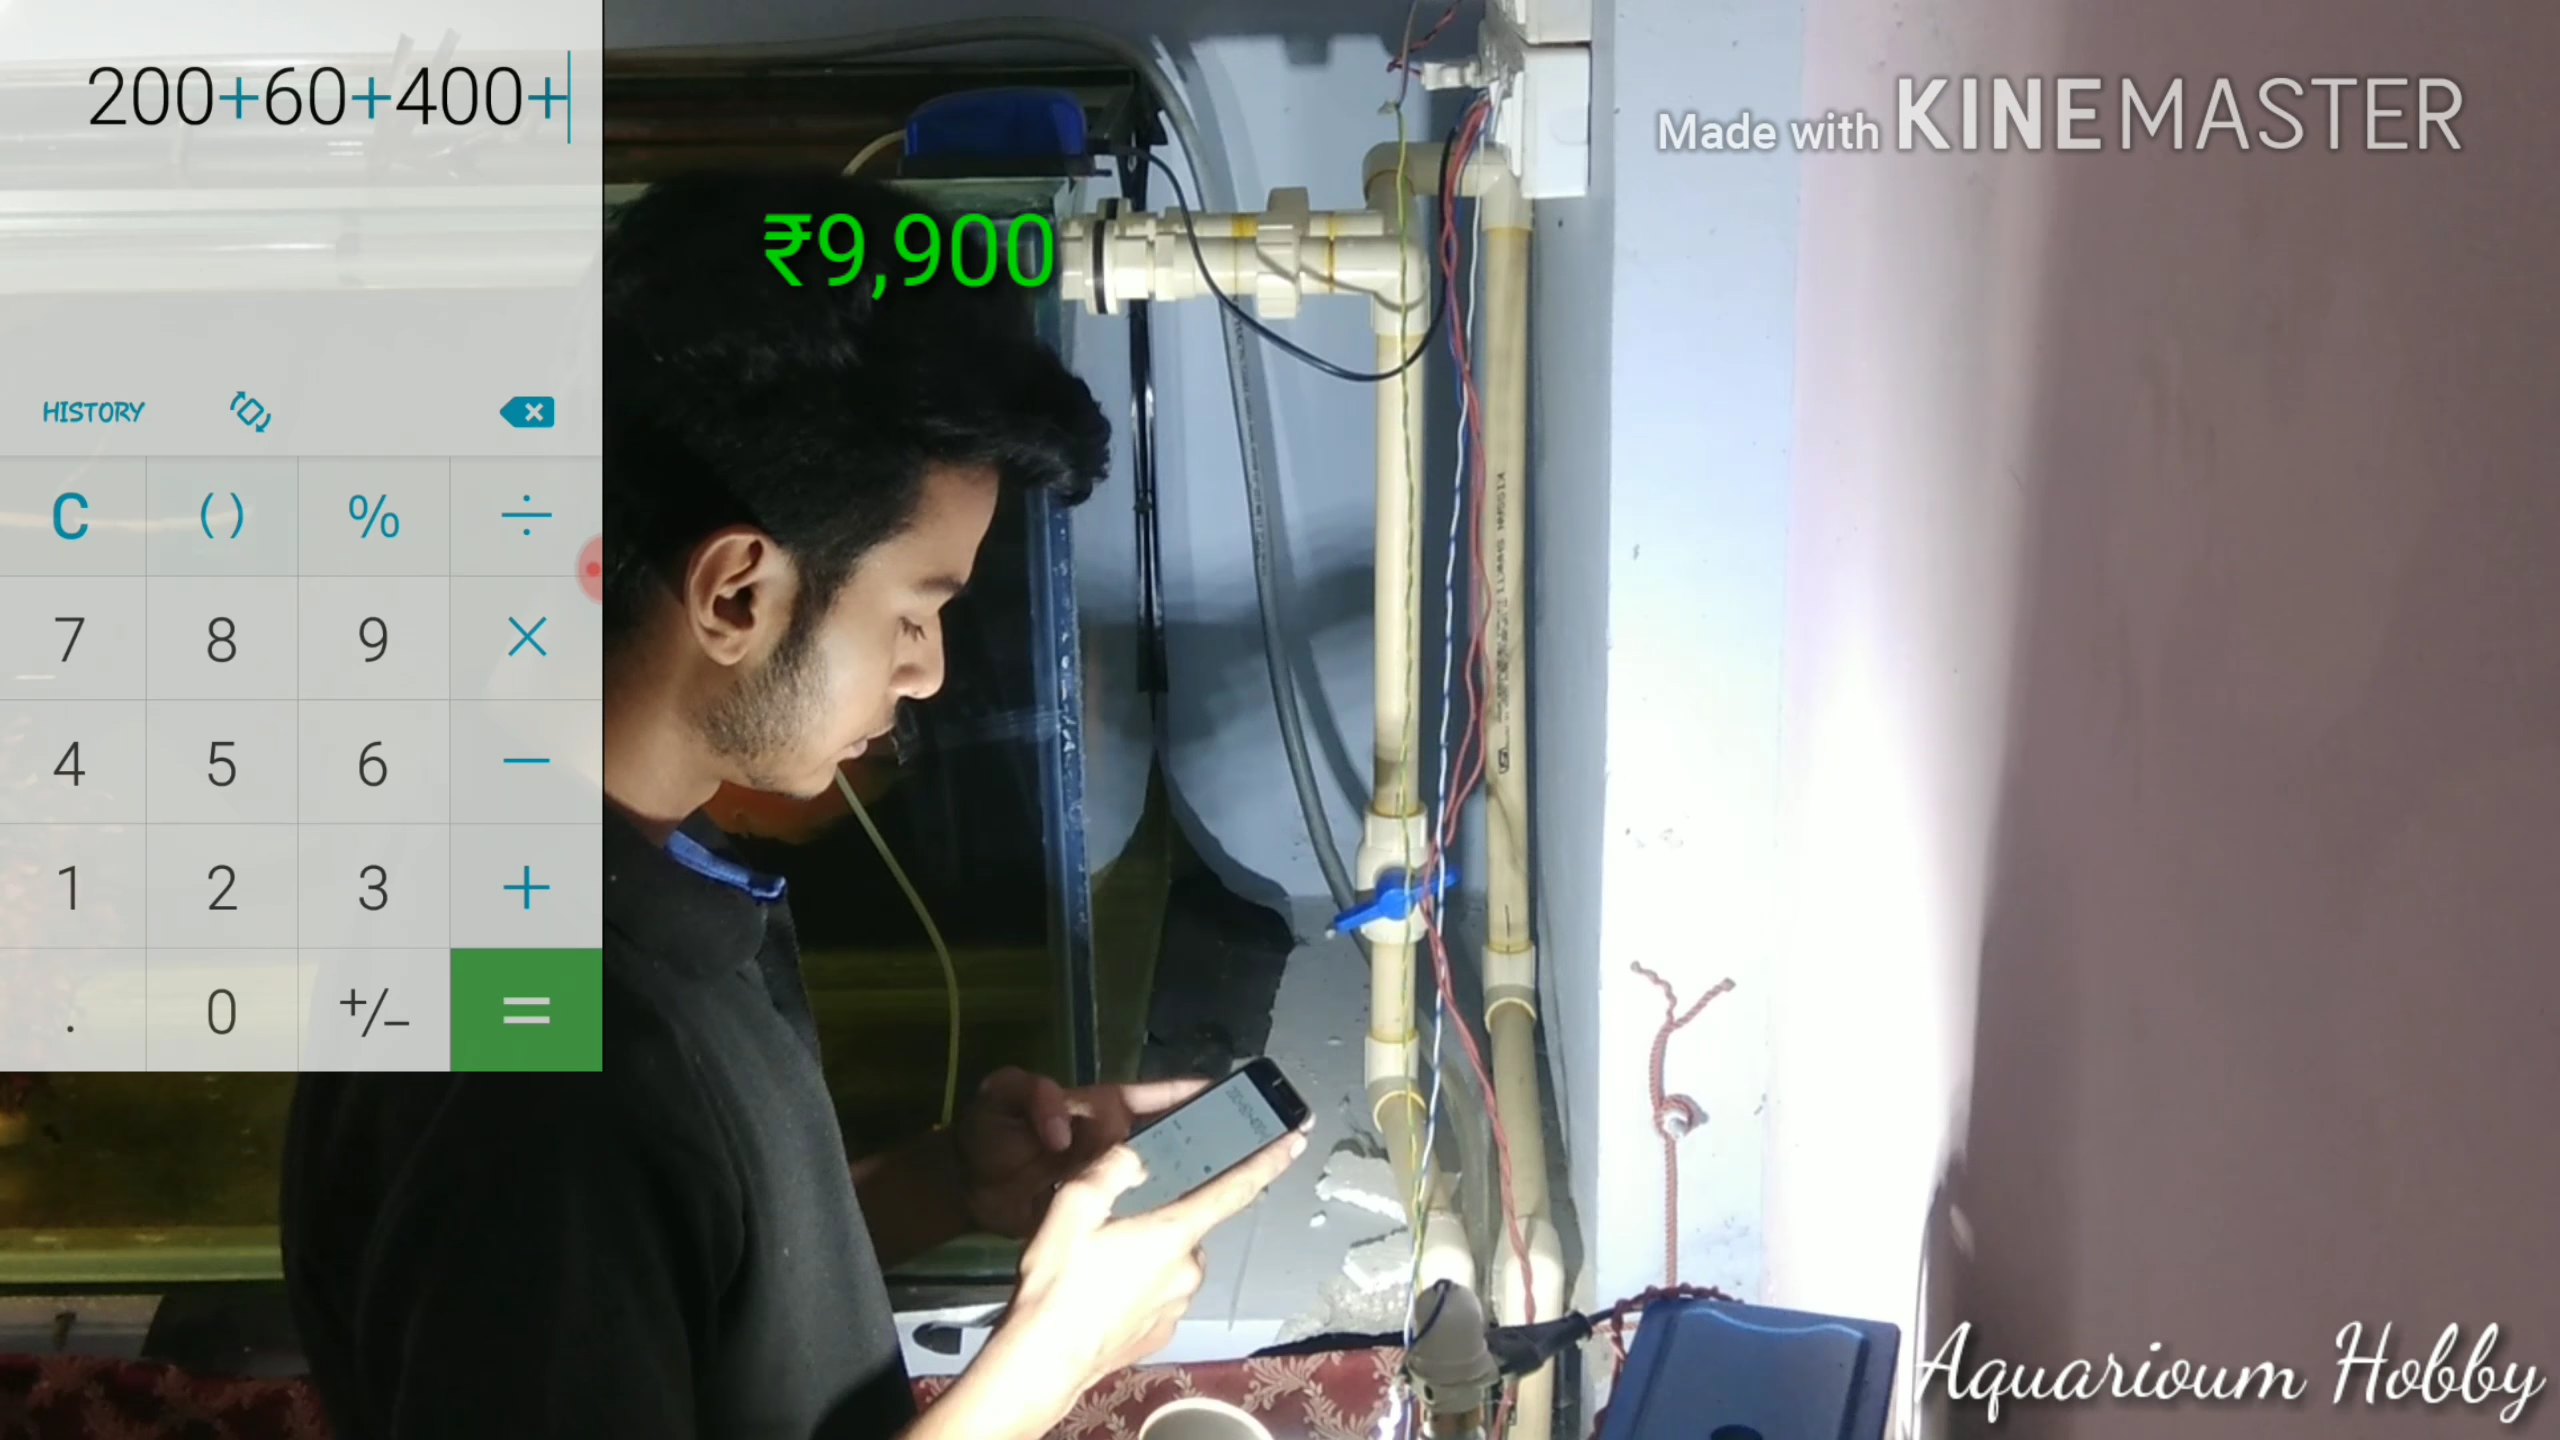 200+60+400+
Made with KINEMASTER
₹9,900
HISTORY
C () % ÷
7 8 9 ×
4 5 6 −
1 2 3 +
. 0 +/− =
Aquarioum Hobby